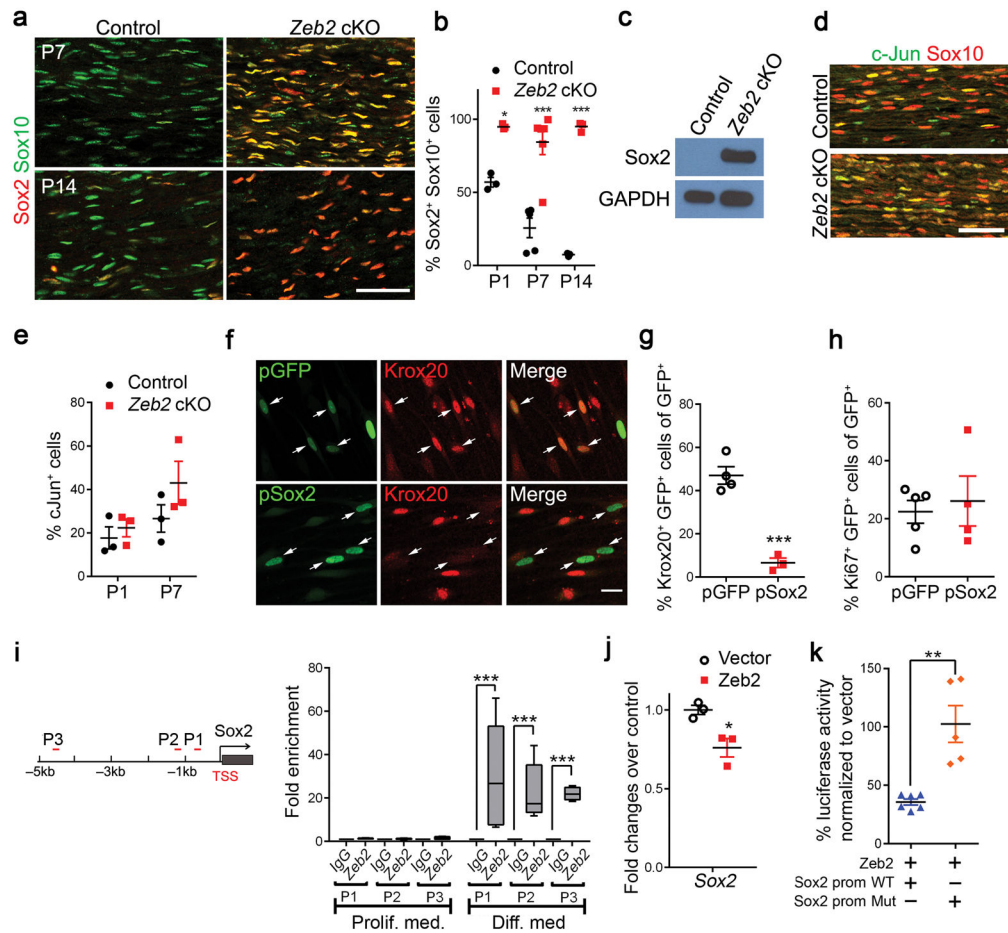 a
Control
Zeb2 cKO
P7
P14
Sox2 Sox10
b
Control
Zeb2 cKO
% Sox2+ Sox10+ cells
100
50
0
*
***
***
P1
P7
P14
c
Control
Zeb2 cKO
Sox2
GAPDH
d
c-Jun Sox10
Control
Zeb2 cKO
e
Control
Zeb2 cKO
% cJun+ cells
80
60
40
20
0
P1
P7
f
pGFP
Krox20
Merge
pSox2
Krox20
Merge
g
% Krox20+ GFP+ cells of GFP+
80
60
40
20
0
***
pGFP
pSox2
h
% Ki67+ GFP+ cells of GFP+
60
40
20
0
pGFP
pSox2
i
P3
P2
P1
Sox2
−5kb
−3kb
−1kb
TSS
Fold enrichment
80
60
40
20
0
***
***
***
IgG
Zeb2
IgG
Zeb2
IgG
Zeb2
IgG
Zeb2
IgG
Zeb2
IgG
Zeb2
P1
P2
P3
P1
P2
P3
Prolif. med.
Diff. med
j
Vector
Zeb2
Fold changes over control
1.0
0.5
0.0
*
Sox2
k
% luciferase activity
normalized to vector
150
100
50
0
**
Zeb2 + +
Sox2 prom WT + −
Sox2 prom Mut − +